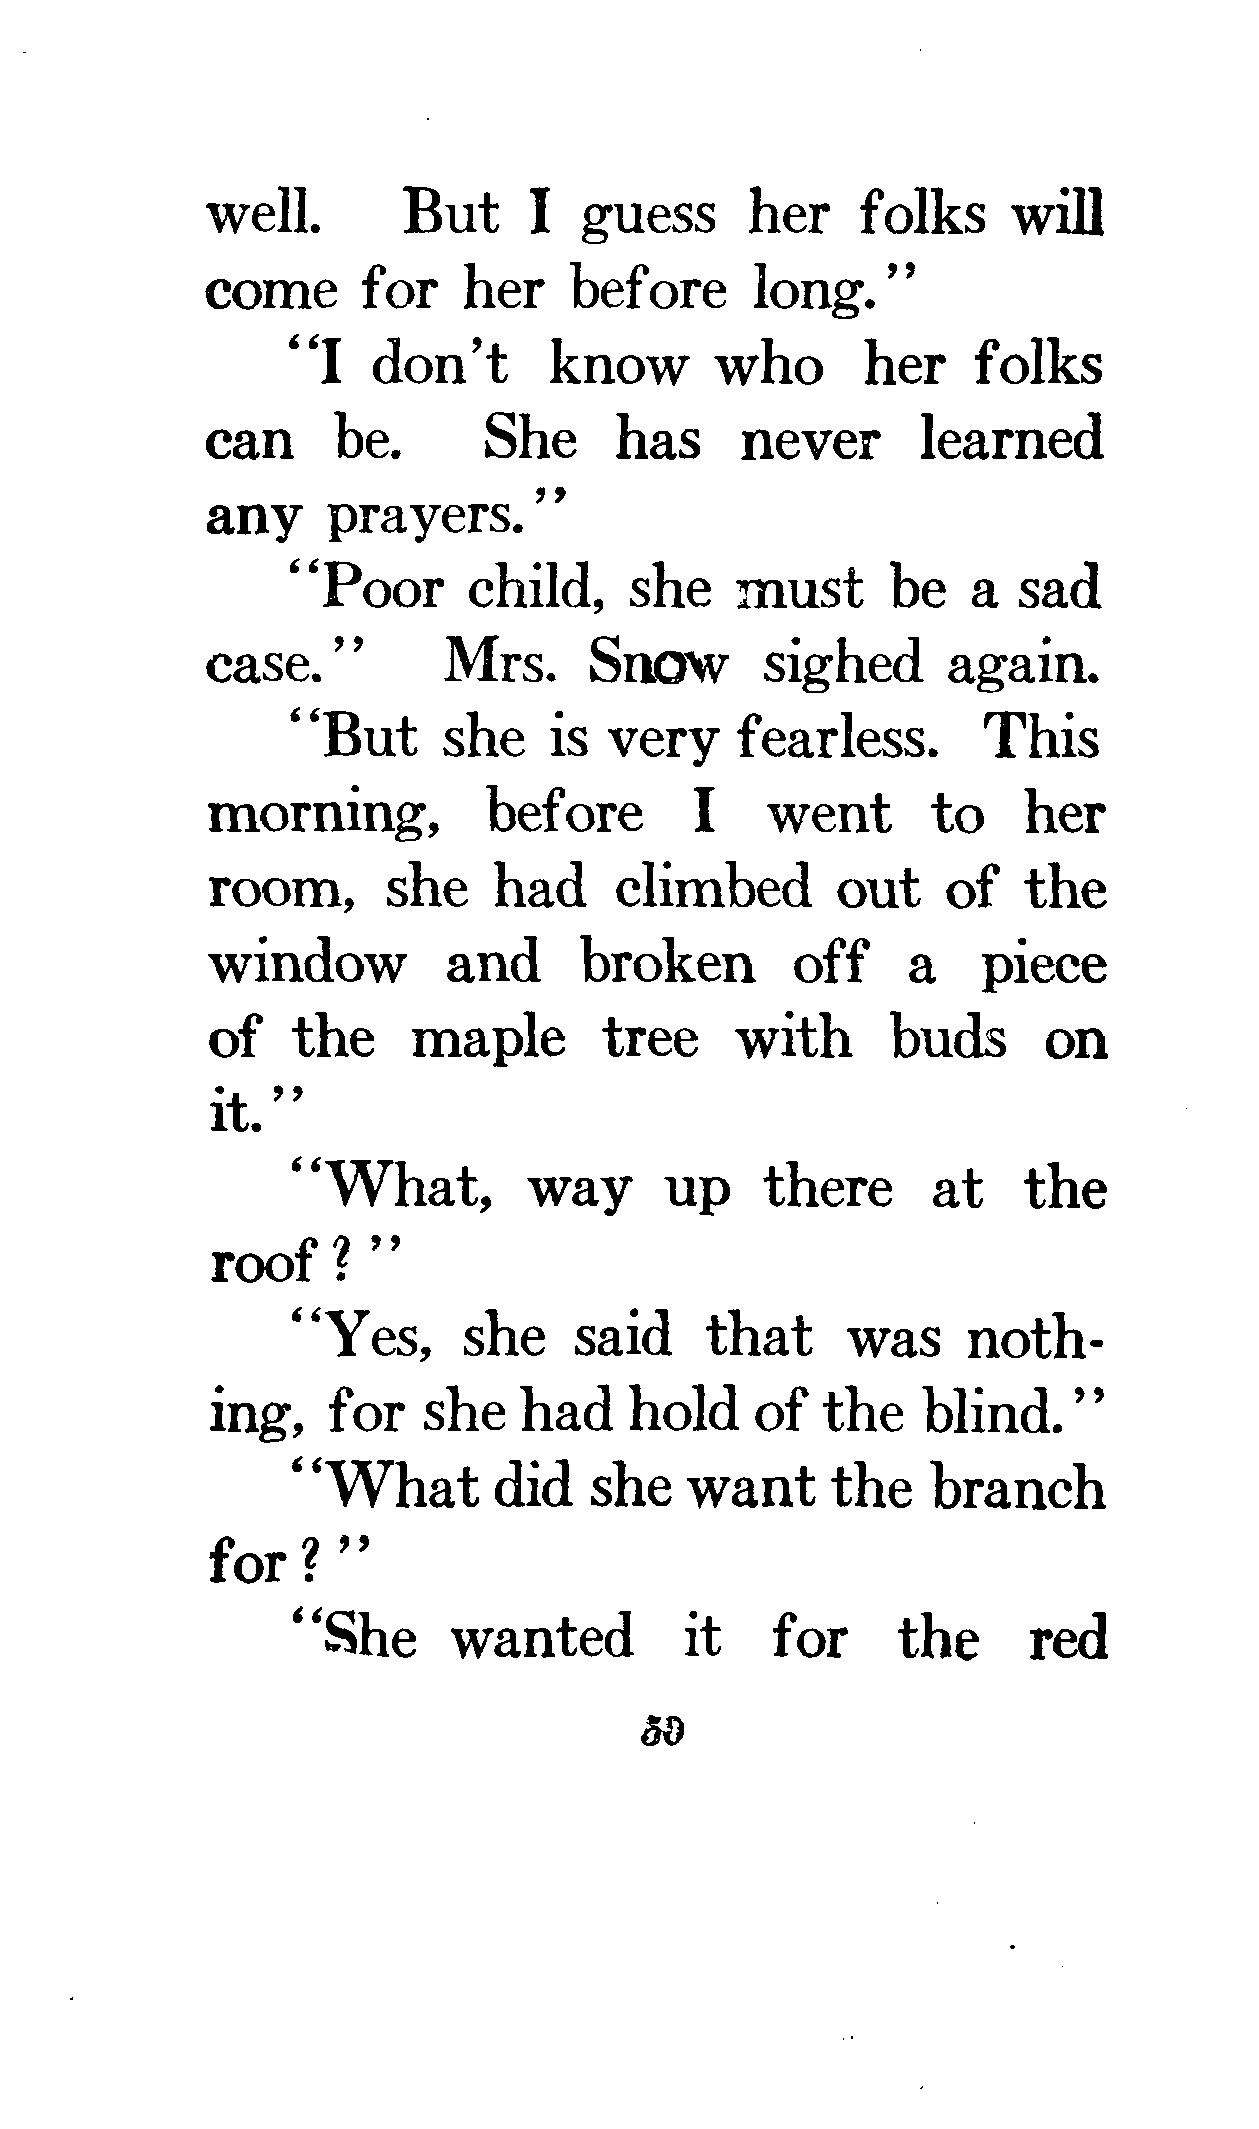 well. But I guess her folks will
come for her before long."
"I don't know who her folks
can be. She has never learned
any prayers."
"Poor child, she must be a sad
case." Mrs. Snow sighed again.
"But she is very fearless. This
morning, before I went to her
room, she had climbed out of the
window and broken off a piece
of the maple tree with buds on
it."
"What, way up there at the
roof?"
"Yes, she said that was noth-
ing, for she had hold of the blind."
"What did she want the branch
for?"
"She wanted it for the red